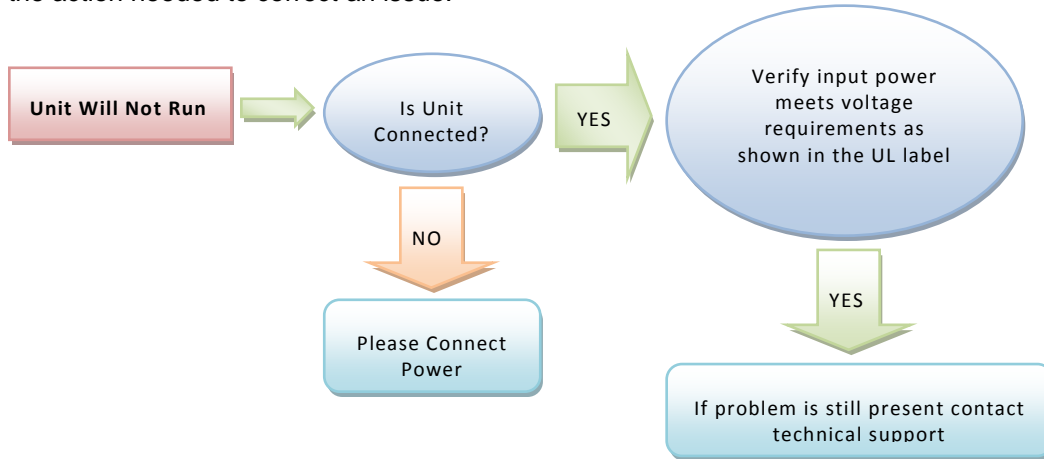 the action needed to correct an issue.
Unit Will Not Run
Is Unit
Connected?
YES
Verify input power
meets voltage
requirements as
shown in the UL label
NO
Please Connect
Power
YES
If problem is still present contact
technical support